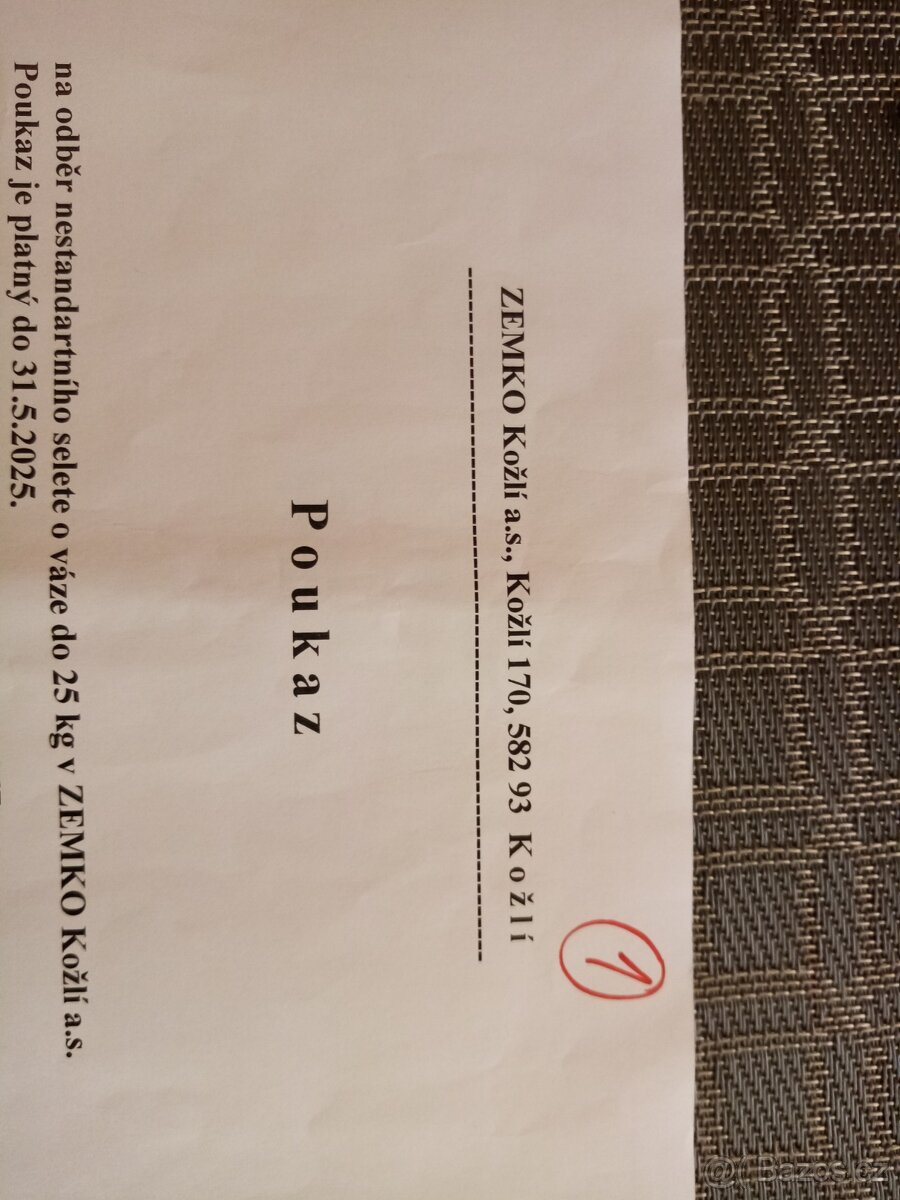 1
ZEMKO Kožlí a.s., Kožlí 170, 582 93 K o ž l í
------------------------------------------------------------
P o u k a z
na odběr nestandartního selete o váze do 25 kg v ZEMKO Kožlí a.s.
Poukaz je platný do 31.5.2025.
Bazos.cz